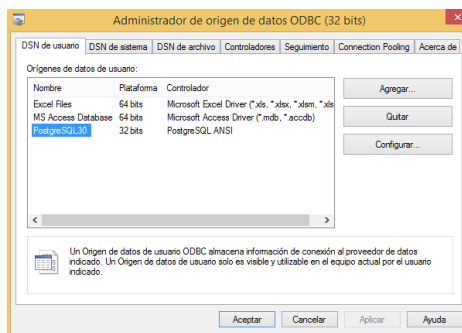 Administrador de origen de datos ODBC (32 bits)
DSN de usuario DSN de sistema DSN de archivo Controladores Seguimiento Connection Pooling Acerca de
Orígenes de datos de usuario:
Nombre Plataforma Controlador
Excel Files 64 bits Microsoft Excel Driver (*.xls, *.xlsx, *.xlsm, *.xls
MS Access Database 64 bits Microsoft Access Driver (*.mdb, *.accdb)
PostgreSQL30 32 bits PostgreSQL ANSI
Agregar...
Quitar
Configurar...
Un Origen de datos de usuario ODBC almacena información de conexión al proveedor de datos
indicado. Un Origen de datos de usuario solo es visible y utilizable en el equipo actual por el usuario
indicado.
Aceptar Cancelar Aplicar Ayuda